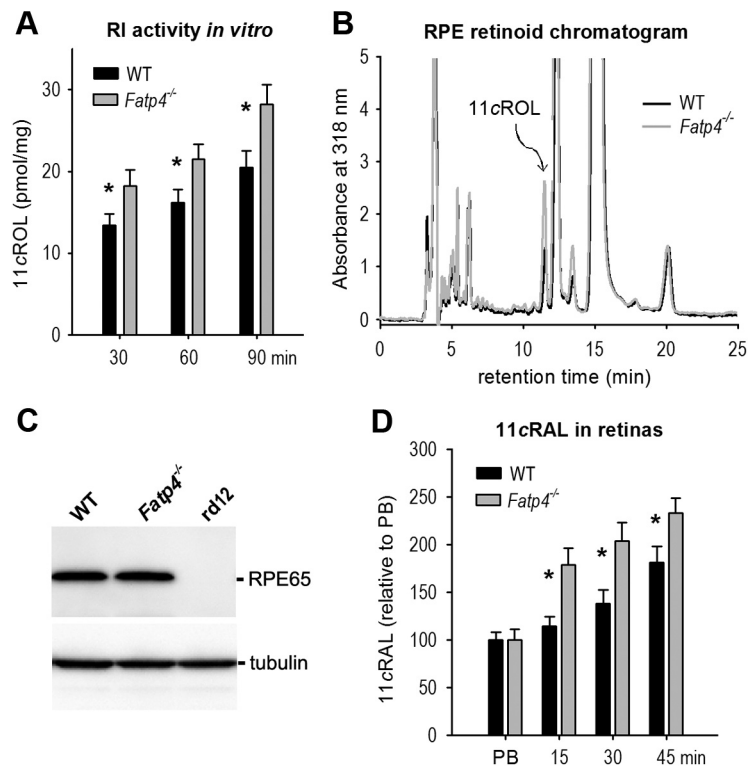 A
RI activity in vitro
WT
Fatp4-/-
11cROL (pmol/mg)
30
20
10
0
30 60 90 min
B
RPE retinoid chromatogram
11cROL
WT
Fatp4-/-
Absorbance at 318 nm
5
4
3
2
1
0
0 5 10 15 20 25
retention time (min)
C
WT Fatp4-/- rd12
RPE65
tubulin
D
11cRAL in retinas
WT
Fatp4-/-
11cRAL (relative to PB)
300
250
200
150
100
50
0
PB 15 30 45 min